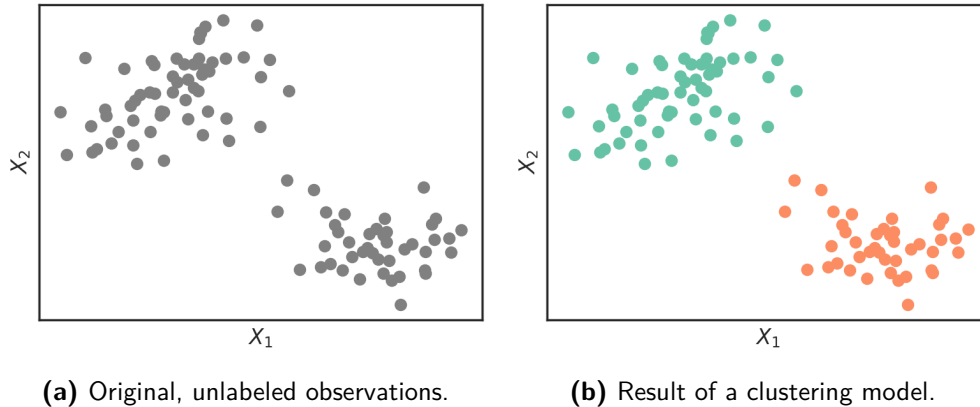 X2
X1
X2
X1
(a) Original, unlabeled observations.
(b) Result of a clustering model.